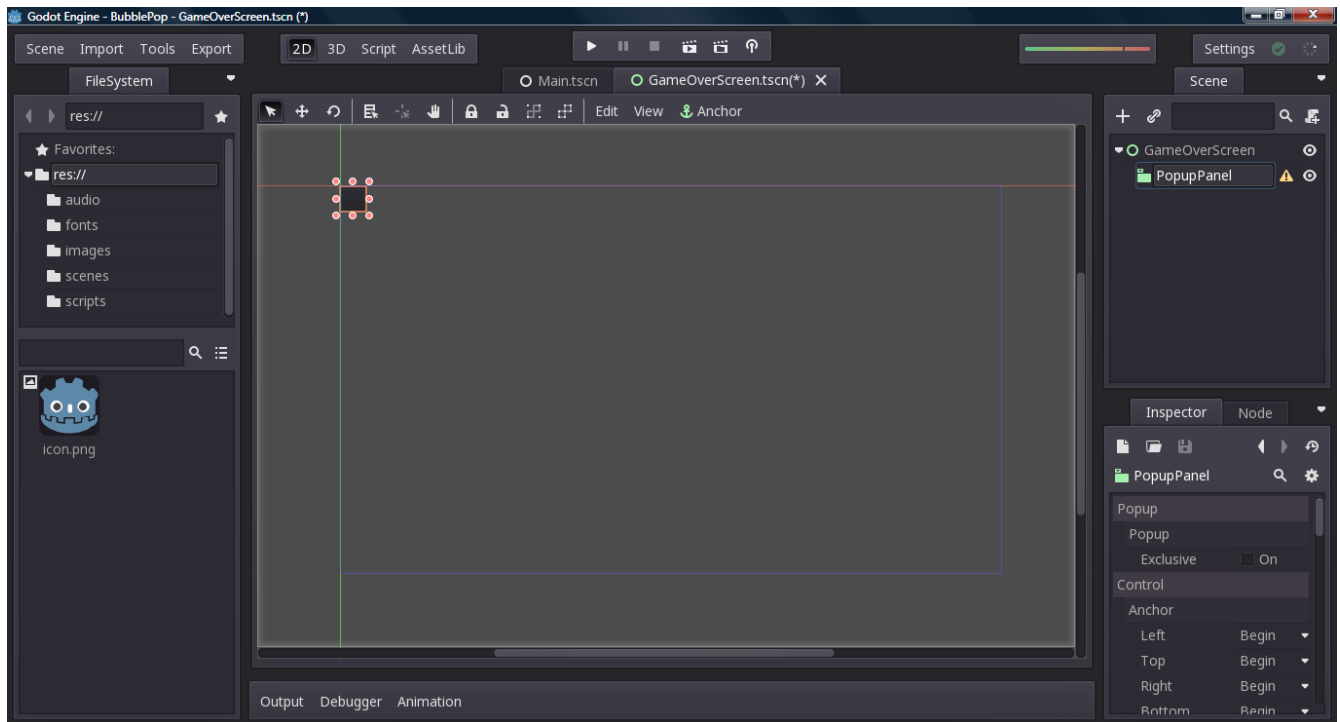 Godot Engine - BubblePop - GameOverScreen.tscn (*)
Scene Import Tools Export
2D 3D Script AssetLib
Settings
FileSystem
Main.tscn
GameOverScreen.tscn(*)
Scene
res://
Edit View Anchor
Favorites:
res://
audio
fonts
images
scenes
scripts
icon.png
GameOverScreen
PopupPanel
Inspector Node
PopupPanel
Popup
Popup
Exclusive On
Control
Anchor
Left Begin
Top Begin
Right Begin
Bottom Begin
Output Debugger Animation